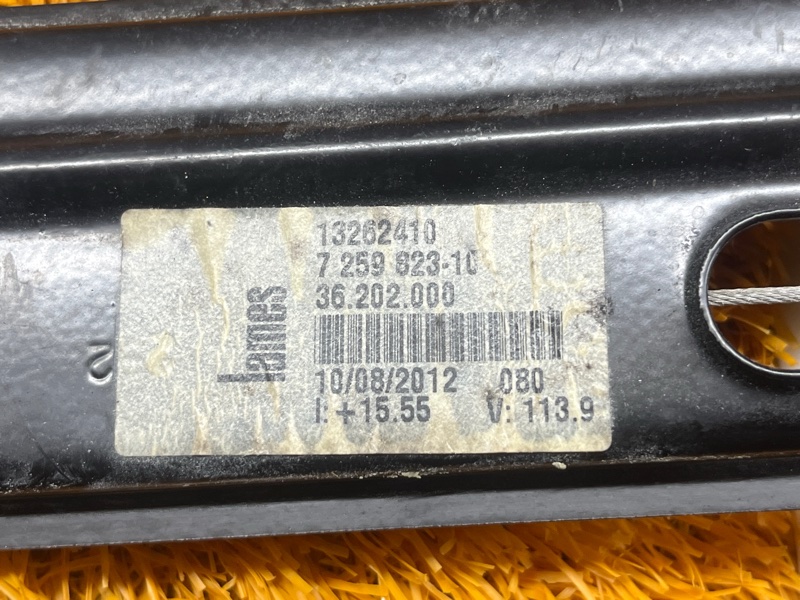 13262410
7 259 823-10
36.202.000
Lames
10/08/2012 080
I: +15.55 V: 113.9